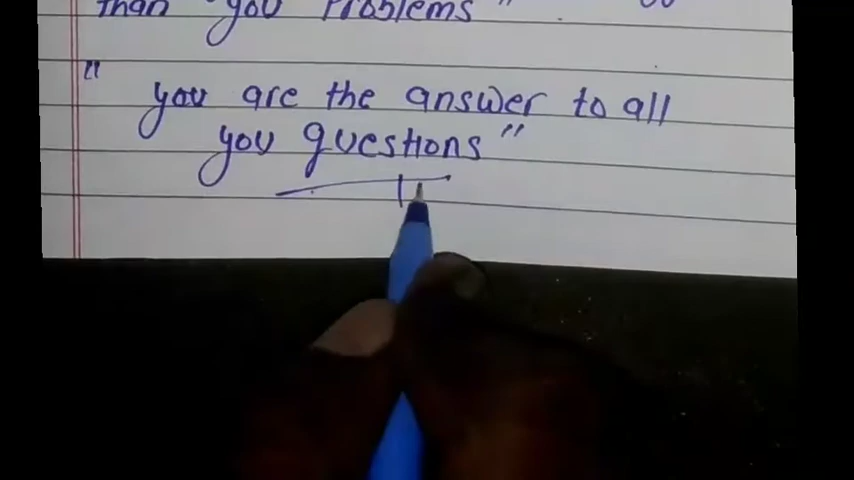 than you Problems"
" you are the answer to all
you questions"